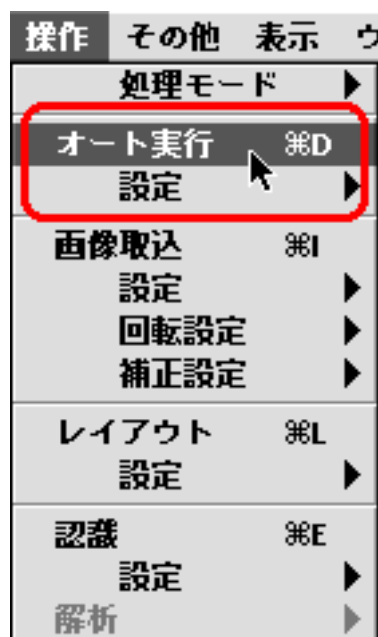 操作 その他 表示 ウ
処理モード ▶
オート実行 ⌘D
設定 ▶
画像取込 ⌘I
設定 ▶
回転設定 ▶
補正設定 ▶
レイアウト ⌘L
設定 ▶
認識 ⌘E
設定 ▶
解析 ▶